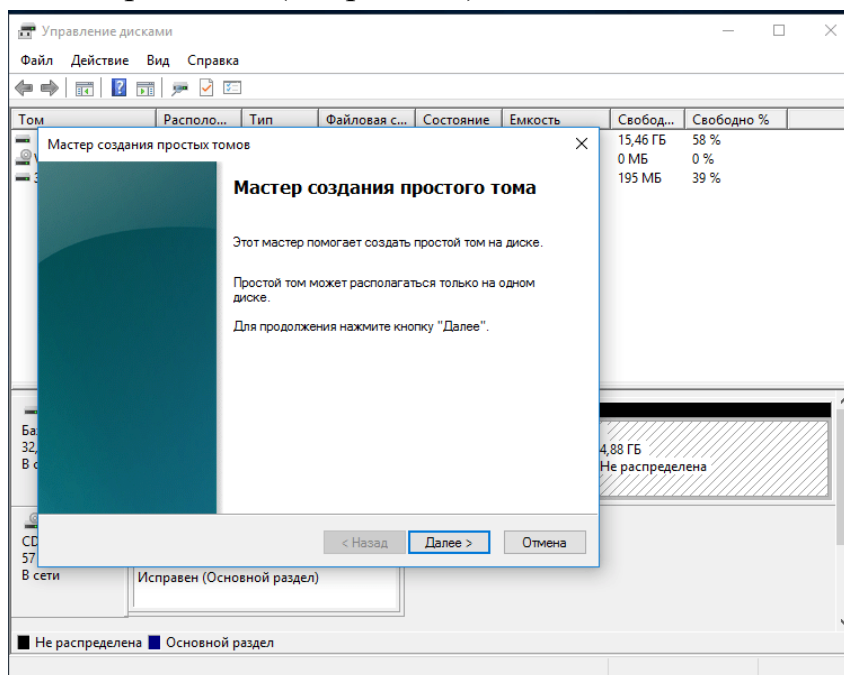 Управление дисками
Файл Действие Вид Справка
Том Располо... Тип Файловая с... Состояние Емкость Свобод... Свободно %
15,46 ГБ 58 %
0 МБ 0 %
195 МБ 39 %
Мастер создания простых томов
Мастер создания простого тома
Этот мастер помогает создать простой том на диске.
Простой том может располагаться только на одном
диске.
Для продолжения нажмите кнопку "Далее".
< Назад Далее > Отмена
32,
4,88 ГБ
Не распределена
CD
57
В сети
Исправен (Основной раздел)
Не распределена Основной раздел